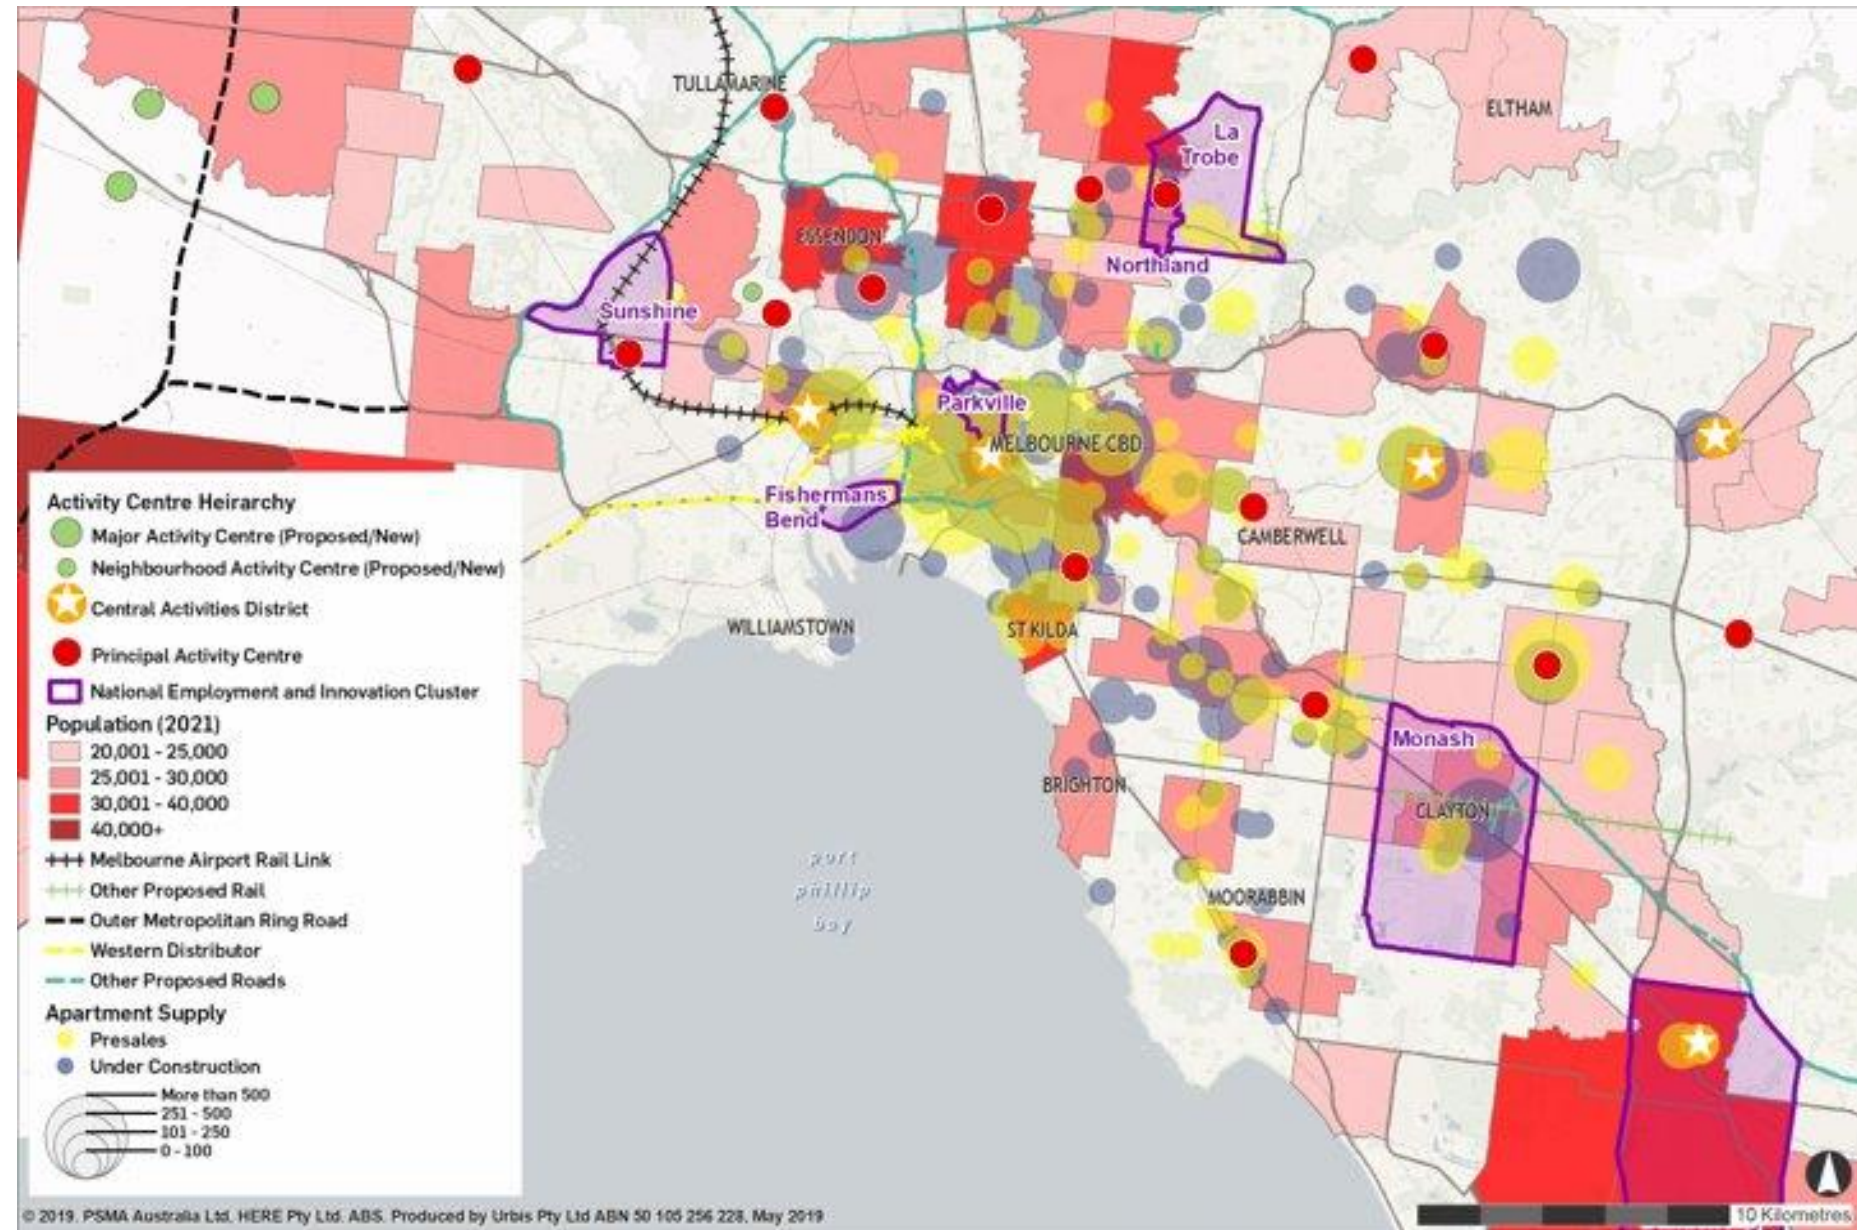 TULLAMARINE
ELTHAM
La
Trobe
ESSENDON
Northland
Sunshine
Parkville
MELBOURNE CBD
Fishermans
Bend
CAMBERWELL
WILLIAMSTOWN
ST KILDA
Monash
BRIGHTON
CLAYTON
port
phillip
bay
MOORABBIN
Activity Centre Heirarchy
Major Activity Centre (Proposed/New)
Neighbourhood Activity Centre (Proposed/New)
Central Activities District
Principal Activity Centre
National Employment and Innovation Cluster
Population (2021)
20,001 - 25,000
25,001 - 30,000
30,001 - 40,000
40,000+
Melbourne Airport Rail Link
Other Proposed Rail
Outer Metropolitan Ring Road
Western Distributor
Other Proposed Roads
Apartment Supply
Presales
Under Construction
More than 500
251 - 500
101 - 250
0 - 100
© 2019. PSMA Australia Ltd, HERE Pty Ltd. ABS. Produced by Urbis Pty Ltd ABN 50 105 256 228, May 2019
10 Kilometres